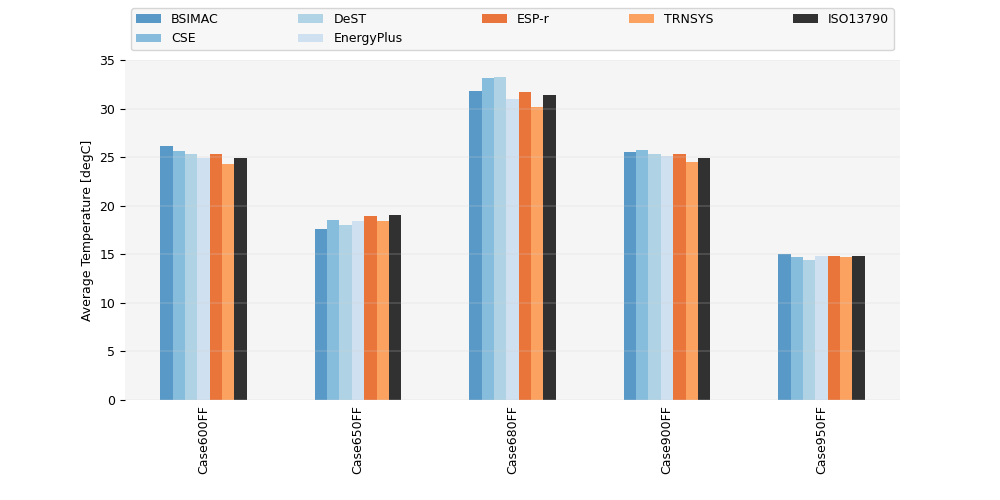 BSIMAC DeST ESP-r TRNSYS ISO13790
CSE EnergyPlus
Average Temperature [degC]
35
30
25
20
15
10
5
0
Case600FF Case650FF Case680FF Case900FF Case950FF